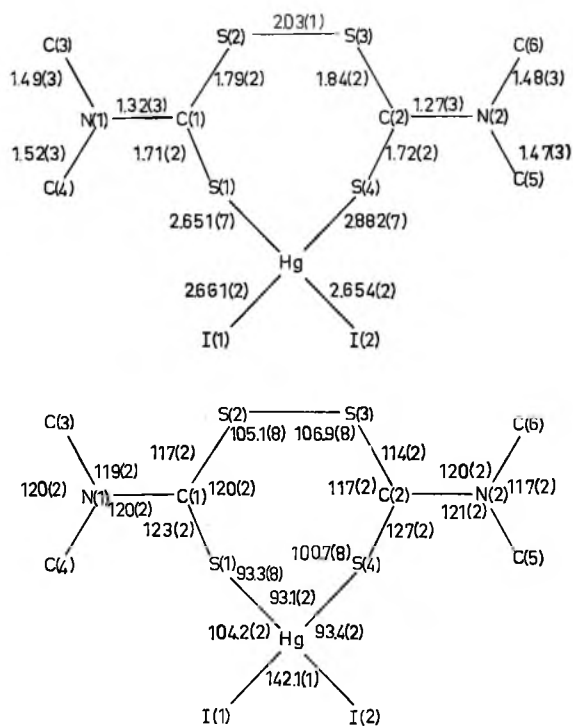 2.03(1)
S(2) S(3)
C(3) C(6)
1.49(3) 1.79(2) 1.84(2) 1.48(3)
1.32(3) 1.27(3)
N(1) C(1) C(2) N(2)
1.52(3) 1.71(2) 1.72(2) 1.47(3)
C(4) S(1) S(4) C(5)
2.651(7) 2.882(7)
Hg
2.661(2) 2.654(2)
I(1) I(2)
S(2) S(3)
C(3) 105.1(8) 106.9(8) C(6)
117(2) 114(2)
119(2) 120(2)
120(2) N(1) C(1) 120(2) 117(2) C(2) N(2) 117(2)
120(2) 121(2)
123(2) 127(2)
C(4) S(1) 100.7(8) S(4) C(5)
93.3(8)
93.1(2)
104.2(2) Hg 93.4(2)
142.1(1)
I(1) I(2)